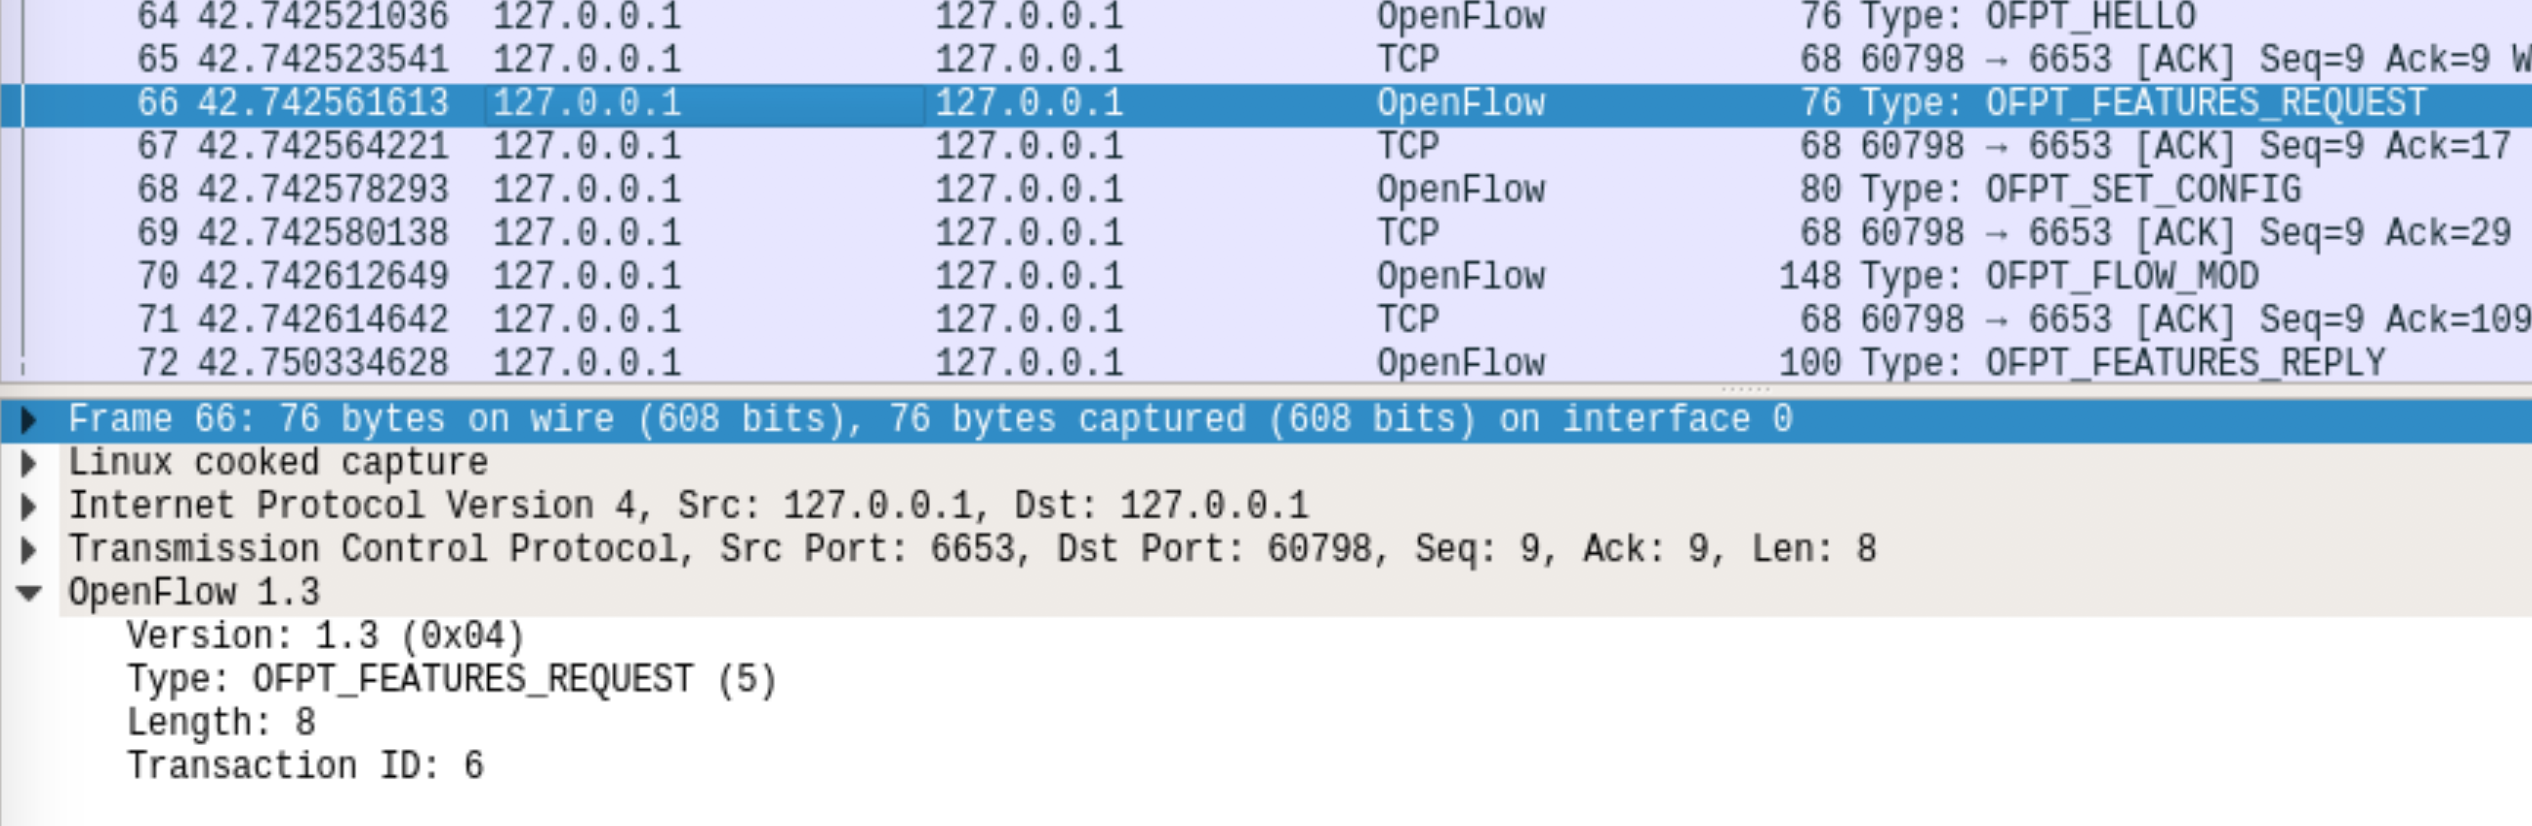 64 42.742521036 127.0.0.1 127.0.0.1 OpenFlow 76 Type: OFPT_HELLO
65 42.742523541 127.0.0.1 127.0.0.1 TCP 68 60798 → 6653 [ACK] Seq=9 Ack=9 W
66 42.742561613 127.0.0.1 127.0.0.1 OpenFlow 76 Type: OFPT_FEATURES_REQUEST
67 42.742564221 127.0.0.1 127.0.0.1 TCP 68 60798 → 6653 [ACK] Seq=9 Ack=17
68 42.742578293 127.0.0.1 127.0.0.1 OpenFlow 80 Type: OFPT_SET_CONFIG
69 42.742580138 127.0.0.1 127.0.0.1 TCP 68 60798 → 6653 [ACK] Seq=9 Ack=29
70 42.742612649 127.0.0.1 127.0.0.1 OpenFlow 148 Type: OFPT_FLOW_MOD
71 42.742614642 127.0.0.1 127.0.0.1 TCP 68 60798 → 6653 [ACK] Seq=9 Ack=109
72 42.750334628 127.0.0.1 127.0.0.1 OpenFlow 100 Type: OFPT_FEATURES_REPLY
Frame 66: 76 bytes on wire (608 bits), 76 bytes captured (608 bits) on interface 0
Linux cooked capture
Internet Protocol Version 4, Src: 127.0.0.1, Dst: 127.0.0.1
Transmission Control Protocol, Src Port: 6653, Dst Port: 60798, Seq: 9, Ack: 9, Len: 8
OpenFlow 1.3
Version: 1.3 (0x04)
Type: OFPT_FEATURES_REQUEST (5)
Length: 8
Transaction ID: 6